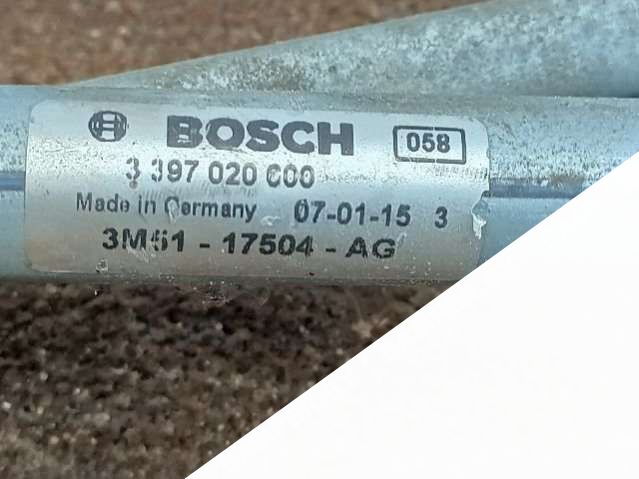 BOSCH 058
3 397 020 600
Made in Germany 07-01-15 3
3M51 - 17504 - AG